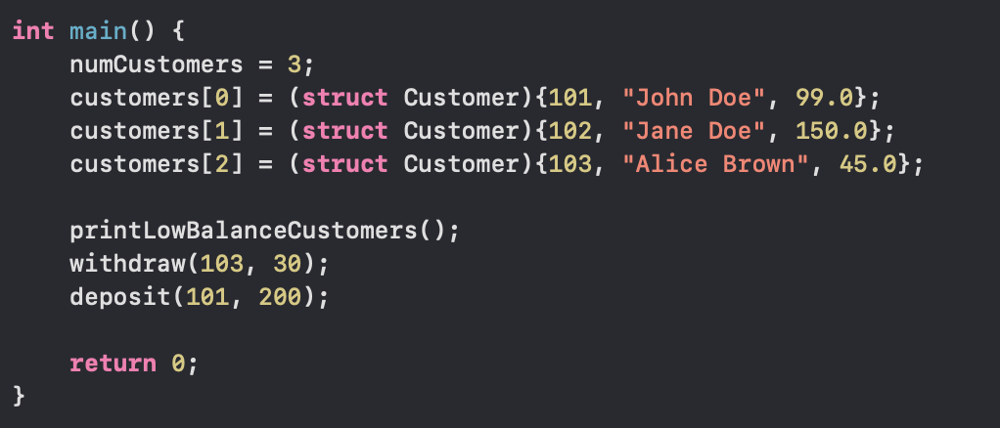 int main() {
    numCustomers = 3;
    customers[0] = (struct Customer){101, "John Doe", 99.0};
    customers[1] = (struct Customer){102, "Jane Doe", 150.0};
    customers[2] = (struct Customer){103, "Alice Brown", 45.0};

    printLowBalanceCustomers();
    withdraw(103, 30);
    deposit(101, 200);

    return 0;
}